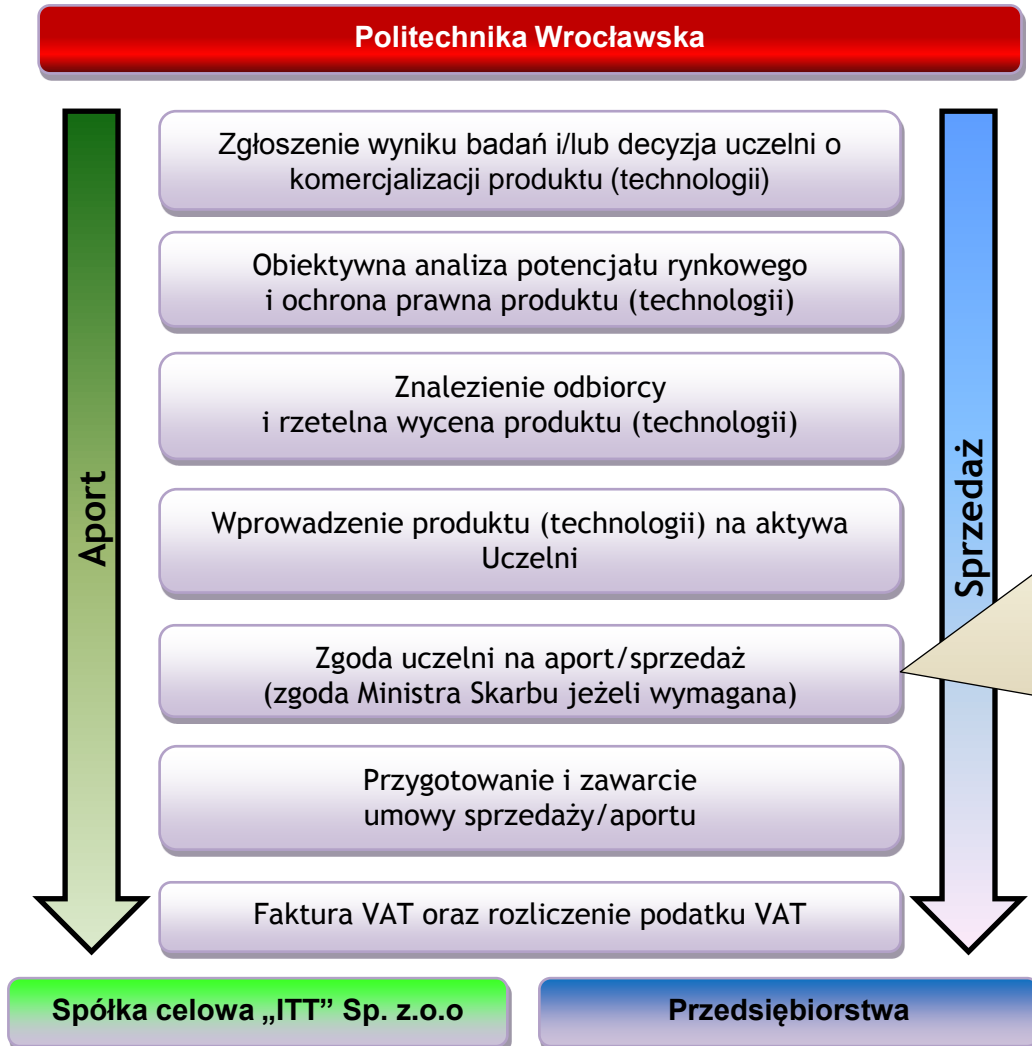 Politechnika Wrocławska
Zgłoszenie wyniku badań i/lub decyzja uczelni o
komercjalizacji produktu (technologii)
Obiektywna analiza potencjału rynkowego
i ochrona prawna produktu (technologii)
Znalezienie odbiorcy
i rzetelna wycena produktu (technologii)
Aport
Sprzedaż
Wprowadzenie produktu (technologii) na aktywa
Uczelni
Zgoda uczelni na aport/sprzedaż
(zgoda Ministra Skarbu jeżeli wymagana)
Przygotowanie i zawarcie
umowy sprzedaży/aportu
Faktura VAT oraz rozliczenie podatku VAT
Spółka celowa „ITT” Sp. z.o.o
Przedsiębiorstwa